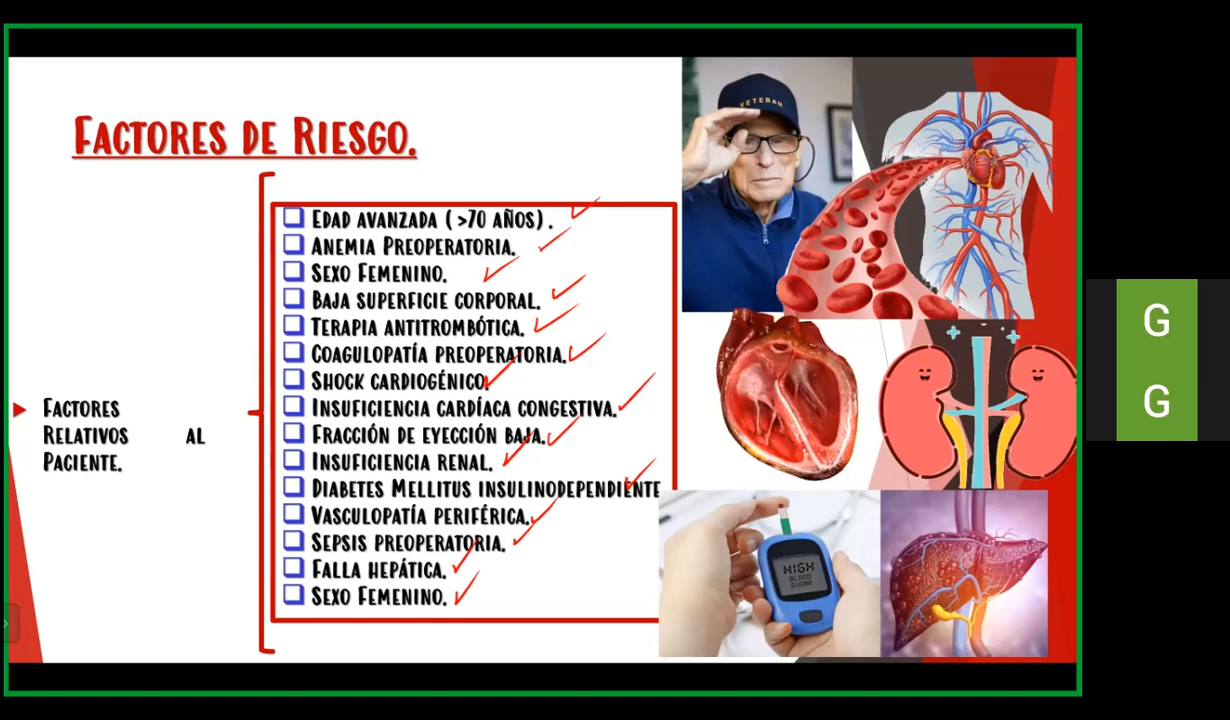 FACTORES DE RIESGO.
VETERAN
EDAD AVANZADA ( >70 AÑOS).
ANEMIA PREOPERATORIA.
SEXO FEMENINO.
BAJA SUPERFICIE CORPORAL.
TERAPIA ANTITROMBÓTICA.
COAGULOPATÍA PREOPERATORIA.
SHOCK CARDIOGÉNICO.
INSUFICIENCIA CARDÍACA CONGESTIVA.
FRACCIÓN DE EYECCIÓN BAJA.
INSUFICIENCIA RENAL.
DIABETES MELLITUS INSULINODEPENDIENTE
VASCULOPATÍA PERIFÉRICA.
SEPSIS PREOPERATORIA.
FALLA HEPÁTICA.
SEXO FEMENINO.
FACTORES
RELATIVOS AL
PACIENTE.
HIGH
BLOOD
SUGAR
G
G